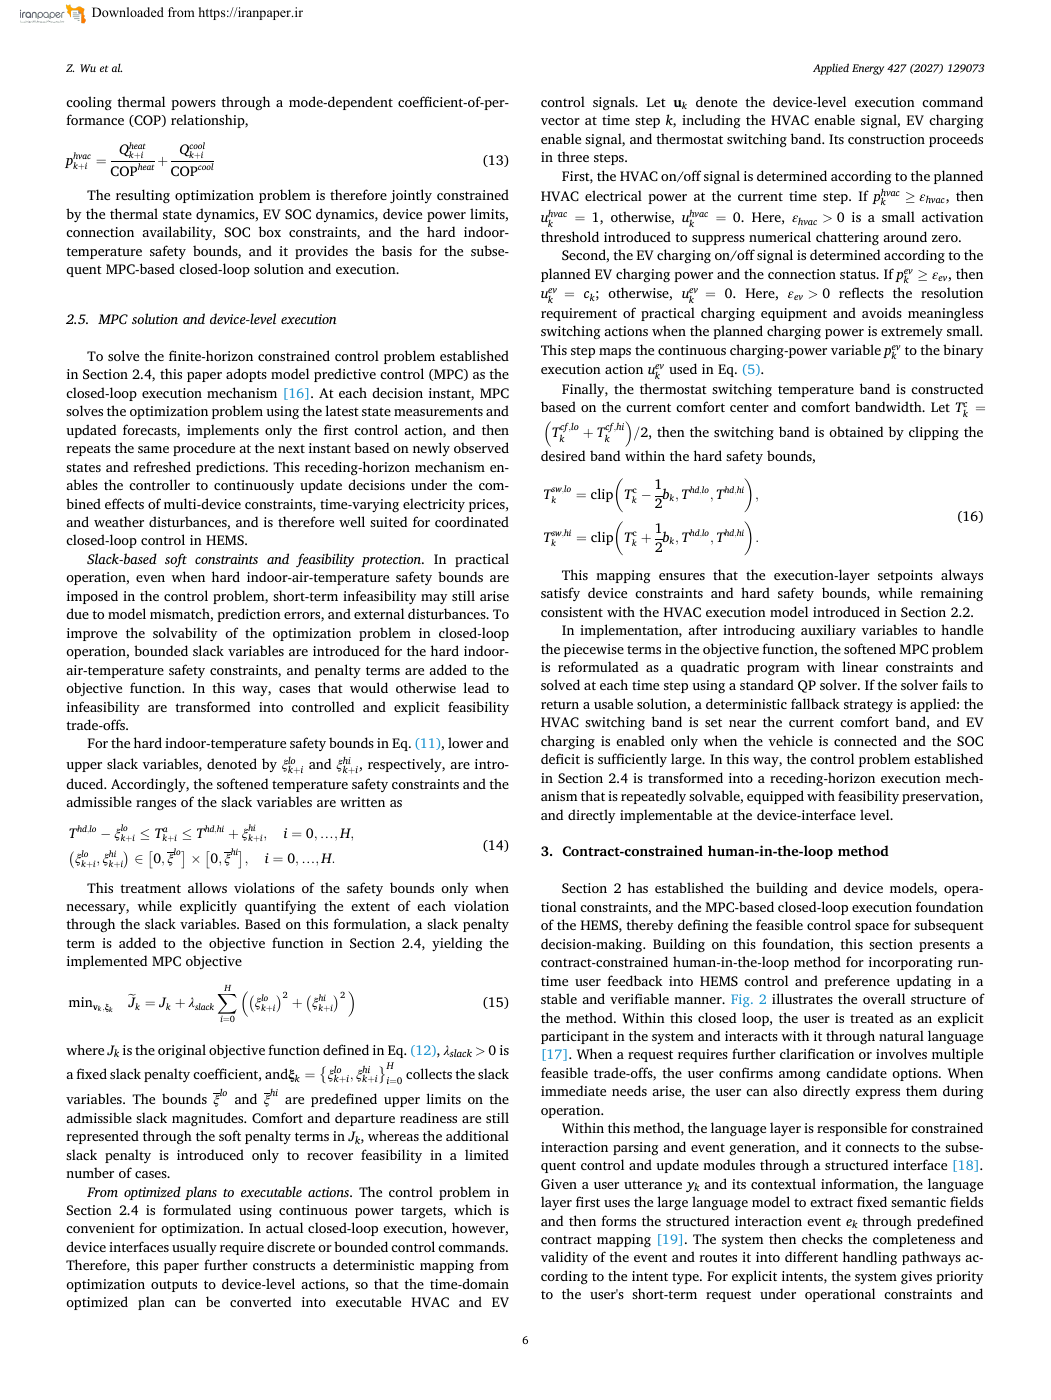 iranpaper Downloaded from https://iranpaper.ir
Z. Wu et al.
Applied Energy 427 (2027) 129073
cooling thermal powers through a mode-dependent coefficient-of-per-
formance (COP) relationship,
p^{hvac}_{k+i} = Q^{heat}_{k+i}/COP^{heat} + Q^{cool}_{k+i}/COP^{cool} (13)
The resulting optimization problem is therefore jointly constrained
by the thermal state dynamics, EV SOC dynamics, device power limits,
connection availability, SOC box constraints, and the hard indoor-
temperature safety bounds, and it provides the basis for the subse-
quent MPC-based closed-loop solution and execution.
2.5. MPC solution and device-level execution
To solve the finite-horizon constrained control problem established
in Section 2.4, this paper adopts model predictive control (MPC) as the
closed-loop execution mechanism [16]. At each decision instant, MPC
solves the optimization problem using the latest state measurements and
updated forecasts, implements only the first control action, and then
repeats the same procedure at the next instant based on newly observed
states and refreshed predictions. This receding-horizon mechanism en-
ables the controller to continuously update decisions under the com-
bined effects of multi-device constraints, time-varying electricity prices,
and weather disturbances, and is therefore well suited for coordinated
closed-loop control in HEMS.
Slack-based soft constraints and feasibility protection. In practical
operation, even when hard indoor-air-temperature safety bounds are
imposed in the control problem, short-term infeasibility may still arise
due to model mismatch, prediction errors, and external disturbances. To
improve the solvability of the optimization problem in closed-loop
operation, bounded slack variables are introduced for the hard indoor-
air-temperature safety constraints, and penalty terms are added to the
objective function. In this way, cases that would otherwise lead to
infeasibility are transformed into controlled and explicit feasibility
trade-offs.
For the hard indoor-temperature safety bounds in Eq. (11), lower and
upper slack variables, denoted by ξ^{lo}_{k+i} and ξ^{hi}_{k+i}, respectively, are intro-
duced. Accordingly, the softened temperature safety constraints and the
admissible ranges of the slack variables are written as
T^{hd,lo} − ξ^{lo}_{k+i} ≤ T^{a}_{k+i} ≤ T^{hd,hi} + ξ^{hi}_{k+i}, i = 0, …, H,
(ξ^{lo}_{k+i}, ξ^{hi}_{k+i}) ∈ [0, ξ̅^{lo}] × [0, ξ̅^{hi}], i = 0, …, H. (14)
This treatment allows violations of the safety bounds only when
necessary, while explicitly quantifying the extent of each violation
through the slack variables. Based on this formulation, a slack penalty
term is added to the objective function in Section 2.4, yielding the
implemented MPC objective
min_{v_k, ξ_k} J̃_k = J_k + λ_{slack} ∑_{i=0}^{H} ((ξ^{lo}_{k+i})^2 + (ξ^{hi}_{k+i})^2) (15)
where J_k is the original objective function defined in Eq. (12), λ_{slack} > 0 is
a fixed slack penalty coefficient, andξ_k = {ξ^{lo}_{k+i}, ξ^{hi}_{k+i}}^{H}_{i=0} collects the slack
variables. The bounds ξ̅^{lo} and ξ̅^{hi} are predefined upper limits on the
admissible slack magnitudes. Comfort and departure readiness are still
represented through the soft penalty terms in J_k, whereas the additional
slack penalty is introduced only to recover feasibility in a limited
number of cases.
From optimized plans to executable actions. The control problem in
Section 2.4 is formulated using continuous power targets, which is
convenient for optimization. In actual closed-loop execution, however,
device interfaces usually require discrete or bounded control commands.
Therefore, this paper further constructs a deterministic mapping from
optimization outputs to device-level actions, so that the time-domain
optimized plan can be converted into executable HVAC and EV
control signals. Let u_k denote the device-level execution command
vector at time step k, including the HVAC enable signal, EV charging
enable signal, and thermostat switching band. Its construction proceeds
in three steps.
First, the HVAC on/off signal is determined according to the planned
HVAC electrical power at the current time step. If p^{hvac}_k ≥ ε_{hvac}, then
u^{hvac}_k = 1, otherwise, u^{hvac}_k = 0. Here, ε_{hvac} > 0 is a small activation
threshold introduced to suppress numerical chattering around zero.
Second, the EV charging on/off signal is determined according to the
planned EV charging power and the connection status. If p^{ev}_k ≥ ε_{ev}, then
u^{ev}_k = c_k; otherwise, u^{ev}_k = 0. Here, ε_{ev} > 0 reflects the resolution
requirement of practical charging equipment and avoids meaningless
switching actions when the planned charging power is extremely small.
This step maps the continuous charging-power variable p^{ev}_k to the binary
execution action u^{ev}_k used in Eq. (5).
Finally, the thermostat switching temperature band is constructed
based on the current comfort center and comfort bandwidth. Let T^{c}_k =
(T^{cf,lo}_k + T^{cf,hi}_k)/2, then the switching band is obtained by clipping the
desired band within the hard safety bounds,
T^{sw,lo}_k = clip(T^{c}_k − 1/2 b_k, T^{hd,lo}, T^{hd,hi}),
T^{sw,hi}_k = clip(T^{c}_k + 1/2 b_k, T^{hd,lo}, T^{hd,hi}). (16)
This mapping ensures that the execution-layer setpoints always
satisfy device constraints and hard safety bounds, while remaining
consistent with the HVAC execution model introduced in Section 2.2.
In implementation, after introducing auxiliary variables to handle
the piecewise terms in the objective function, the softened MPC problem
is reformulated as a quadratic program with linear constraints and
solved at each time step using a standard QP solver. If the solver fails to
return a usable solution, a deterministic fallback strategy is applied: the
HVAC switching band is set near the current comfort band, and EV
charging is enabled only when the vehicle is connected and the SOC
deficit is sufficiently large. In this way, the control problem established
in Section 2.4 is transformed into a receding-horizon execution mech-
anism that is repeatedly solvable, equipped with feasibility preservation,
and directly implementable at the device-interface level.
3. Contract-constrained human-in-the-loop method
Section 2 has established the building and device models, opera-
tional constraints, and the MPC-based closed-loop execution foundation
of the HEMS, thereby defining the feasible control space for subsequent
decision-making. Building on this foundation, this section presents a
contract-constrained human-in-the-loop method for incorporating run-
time user feedback into HEMS control and preference updating in a
stable and verifiable manner. Fig. 2 illustrates the overall structure of
the method. Within this closed loop, the user is treated as an explicit
participant in the system and interacts with it through natural language
[17]. When a request requires further clarification or involves multiple
feasible trade-offs, the user confirms among candidate options. When
immediate needs arise, the user can also directly express them during
operation.
Within this method, the language layer is responsible for constrained
interaction parsing and event generation, and it connects to the subse-
quent control and update modules through a structured interface [18].
Given a user utterance y_k and its contextual information, the language
layer first uses the large language model to extract fixed semantic fields
and then forms the structured interaction event e_k through predefined
contract mapping [19]. The system then checks the completeness and
validity of the event and routes it into different handling pathways ac-
cording to the intent type. For explicit intents, the system gives priority
to the user's short-term request under operational constraints and
6